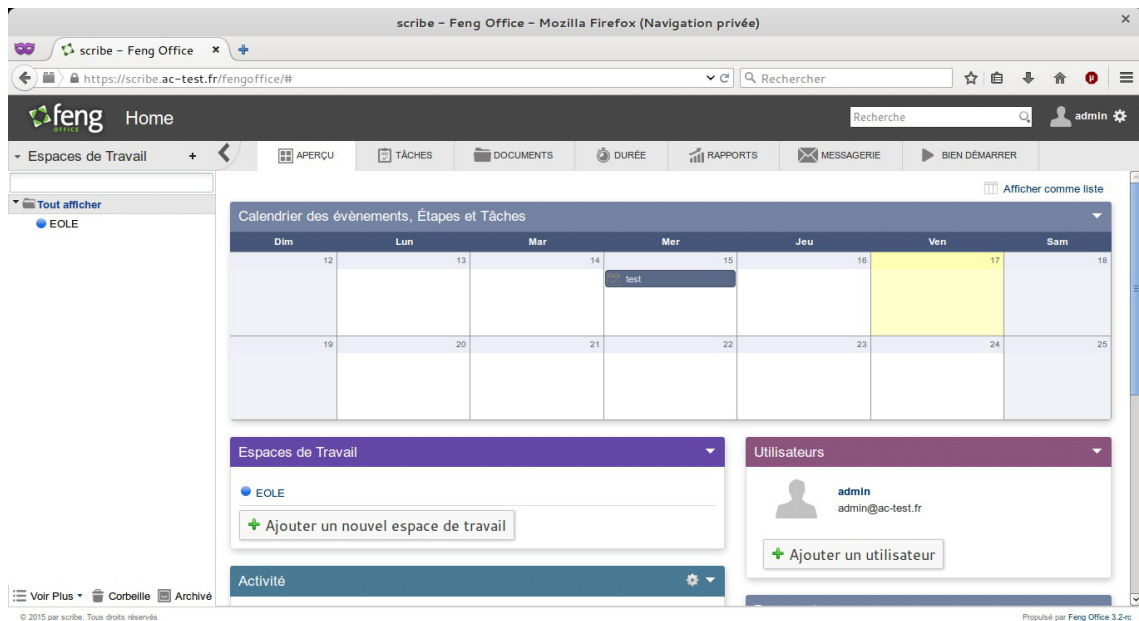 scribe – Feng Office – Mozilla Firefox (Navigation privée)
scribe – Feng Office
https://scribe.ac-test.fr/fengoffice/#
Rechercher
feng OFFICE
Home
Recherche
admin
Espaces de Travail +
APERÇU
TÂCHES
DOCUMENTS
DURÉE
RAPPORTS
MESSAGERIE
BIEN DÉMARRER
Tout afficher
EOLE
Afficher comme liste
Calendrier des évènements, Étapes et Tâches
Dim Lun Mar Mer Jeu Ven Sam
12 13 14 15 16 17 18
test
19 20 21 22 23 24 25
Espaces de Travail
EOLE
Ajouter un nouvel espace de travail
Utilisateurs
admin
admin@ac-test.fr
Ajouter un utilisateur
Activité
Voir Plus
Corbeille
Archivé
© 2015 par scribe. Tous droits réservés
Propulsé par Feng Office 3.2-rc